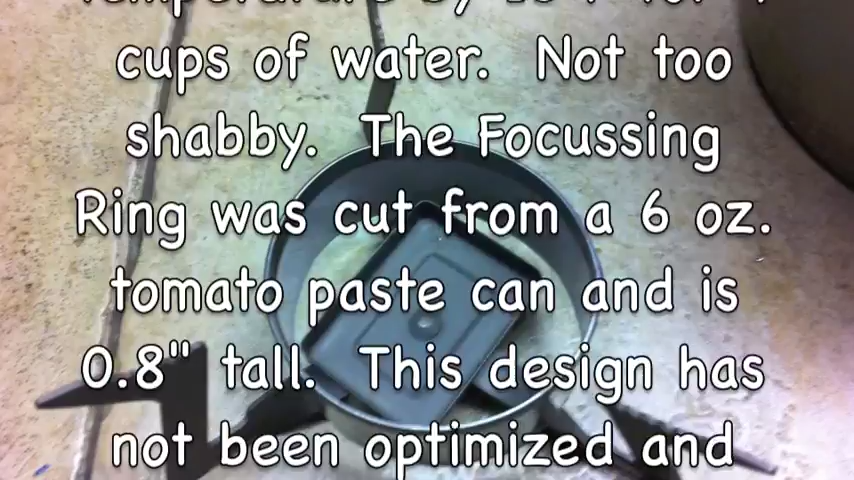 cups of water. Not too
shabby. The Focussing
Ring was cut from a 6 oz.
tomato paste can and is
0.8" tall. This design has
not been optimized and